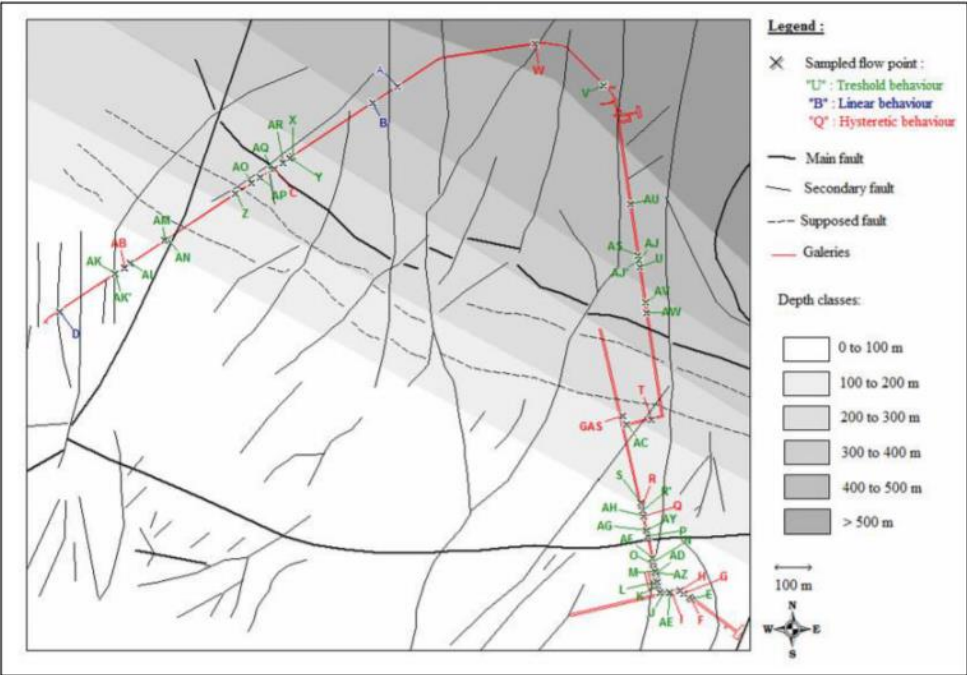 Legend :
Sampled flow point :
"U" : Treshold behaviour
"B" : Linear behaviour
"Q" : Hysteretic behaviour
Main fault
Secondary fault
Supposed fault
Galeries
Depth classes:
0 to 100 m
100 to 200 m
200 to 300 m
300 to 400 m
400 to 500 m
> 500 m
100 m
N
W E
S
A
W
V
B
X
AR
AQ
Y
AO
AP
C
Z
AM
AN
AB
AK
AL
AK'
D
AU
AS
AJ
AJ'
U
AV
AW
T
GAS
AC
S
R
R'
AH
Q
AG
AY
P
N
O
AD
M
AZ
H
G
L
K
E
J
I
F
AE